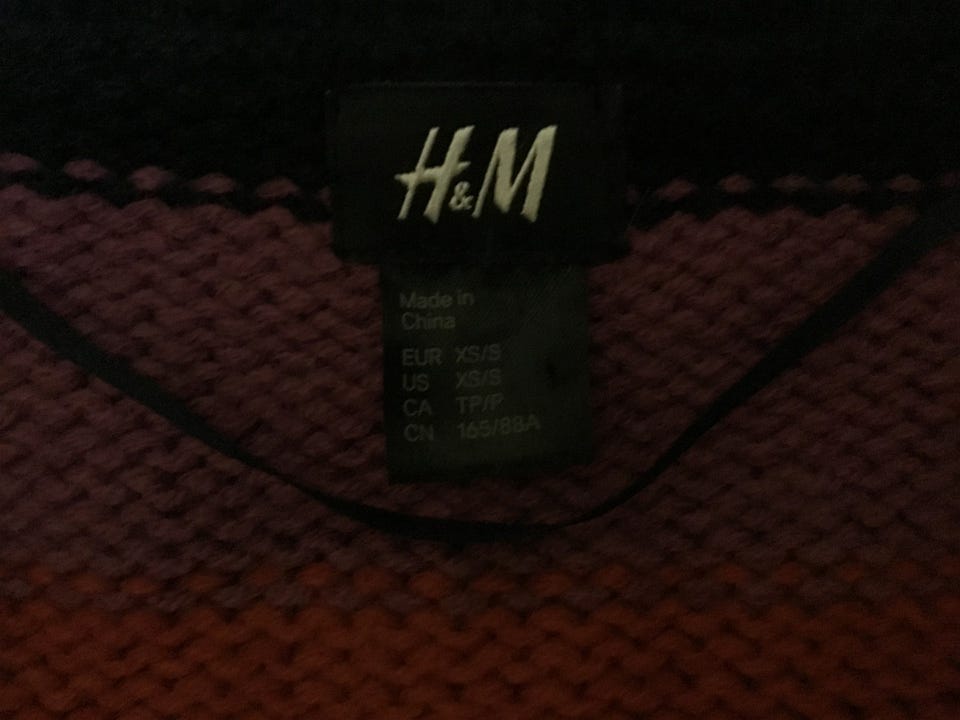 H&M
Made in
China
EUR XS/S
US XS/S
CA TP/P
CN 165/88A